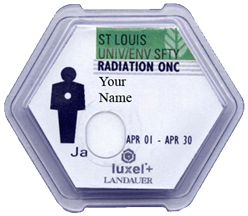 ST LOUIS
UNIV/ENV SFTY
RADIATION ONC
Your
Name
APR 01 - APR 30
Ja
luxel+
LANDAUER